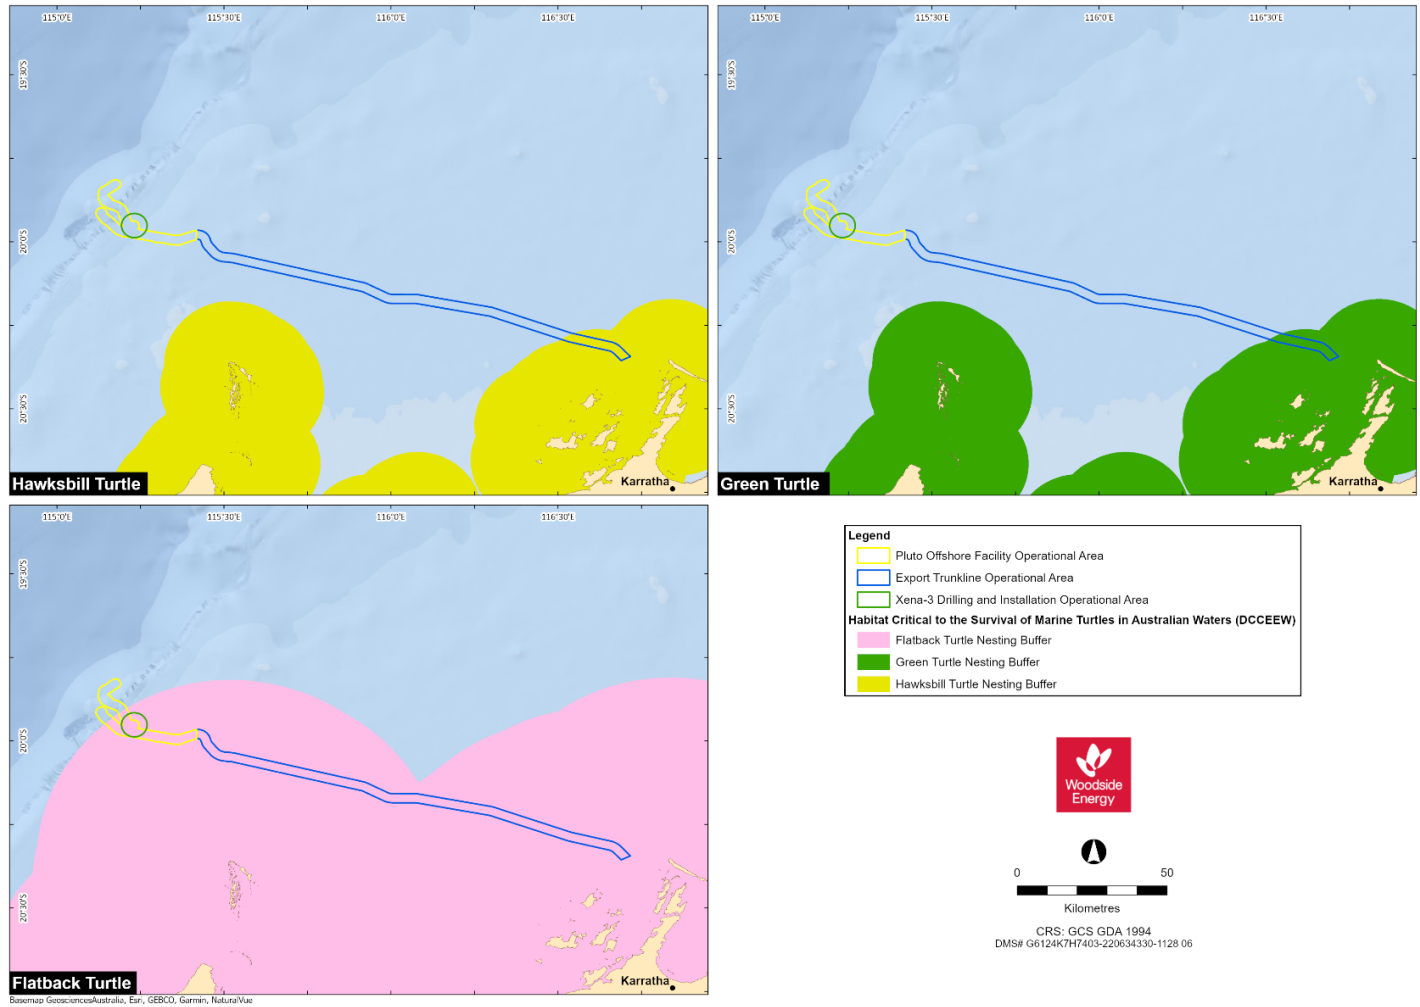 115°0'E 115°30'E 116°0'E 116°30'E
19°30'S
20°0'S
20°30'S
Karratha
Hawksbill Turtle
115°0'E 115°30'E 116°0'E 116°30'E
19°30'S
20°0'S
20°30'S
Karratha
Green Turtle
115°0'E 115°30'E 116°0'E 116°30'E
19°30'S
20°0'S
20°30'S
Karratha
Flatback Turtle
Basemap GeosciencesAustralia, Esri, GEBCO, Garmin, NaturalVue
Legend
Pluto Offshore Facility Operational Area
Export Trunkline Operational Area
Xena-3 Drilling and Installation Operational Area
Habitat Critical to the Survival of Marine Turtles in Australian Waters (DCCEEW)
Flatback Turtle Nesting Buffer
Green Turtle Nesting Buffer
Hawksbill Turtle Nesting Buffer
Woodside
Energy
0 50
Kilometres
CRS: GCS GDA 1994
DMS# G6124K7H7403-220634330-1128 06